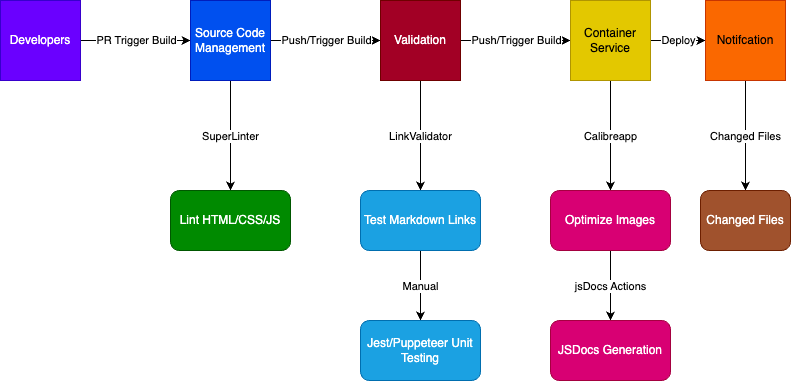 Developers
PR Trigger Build
Source Code
Management
Push/Trigger Build
Validation
Push/Trigger Build
Container
Service
Deploy
Notifcation
SuperLinter
LinkValidator
Calibreapp
Changed Files
Lint HTML/CSS/JS
Test Markdown Links
Optimize Images
Changed Files
Manual
jsDocs Actions
Jest/Puppeteer Unit
Testing
JSDocs Generation